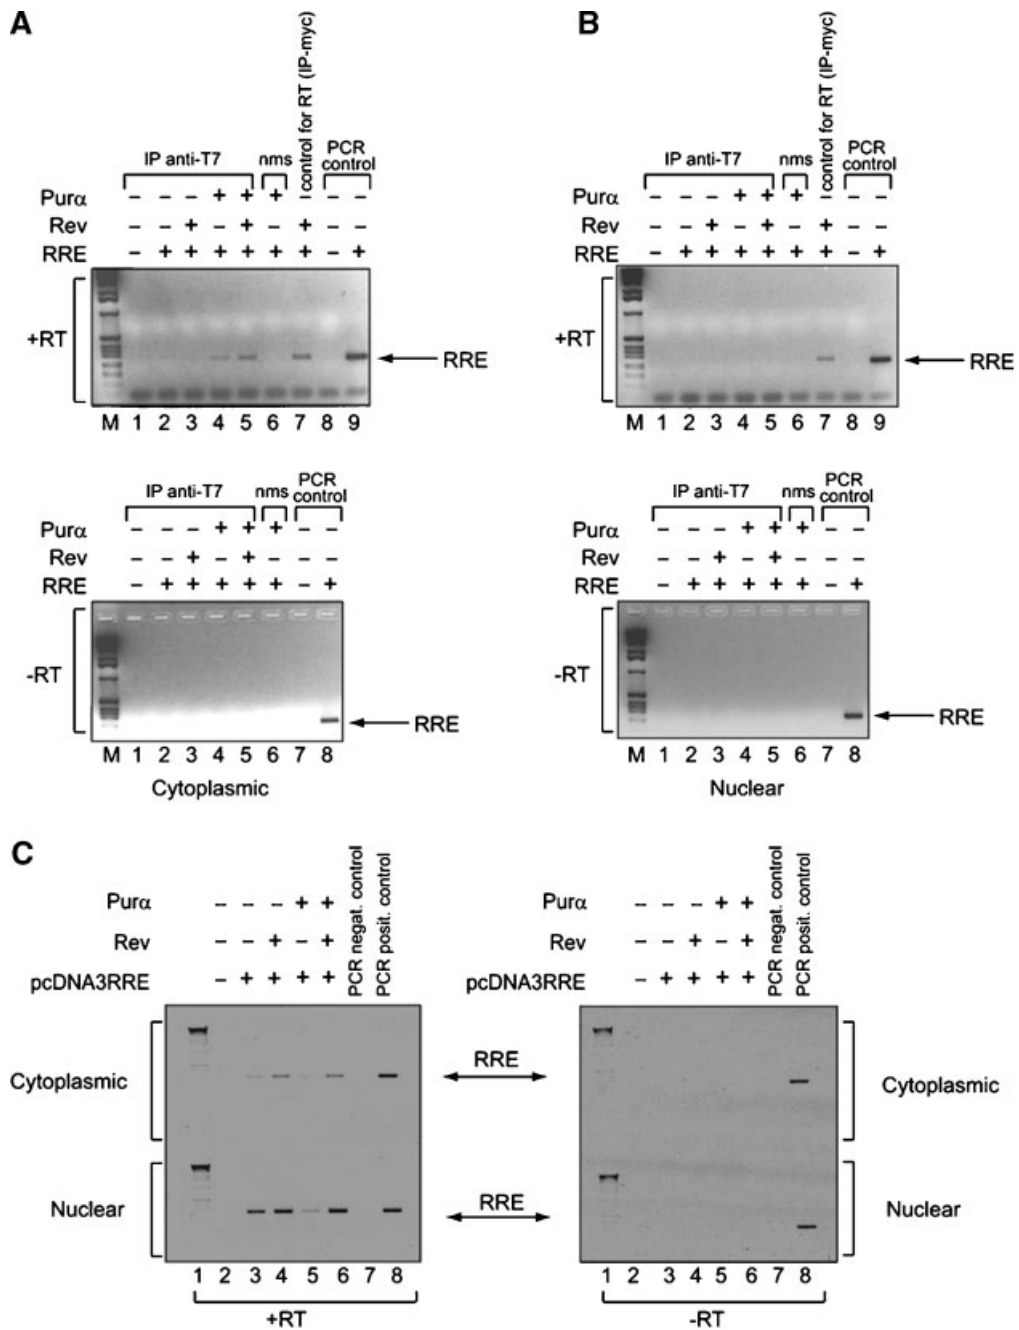 A
IP anti-T7
nms
control for RT (IP-myc)
PCR
control
Purα – – – + + + – – –
Rev – – + – + – + – –
RRE – + + + + + + – +
+RT
RRE
M 1 2 3 4 5 6 7 8 9
IP anti-T7
nms
PCR
control
Purα – – – + + + – –
Rev – – + – + – – –
RRE – + + + + + – +
-RT
RRE
M 1 2 3 4 5 6 7 8
Cytoplasmic
B
IP anti-T7
nms
control for RT (IP-myc)
PCR
control
Purα – – – + + + – – –
Rev – – + – + – + – –
RRE – + + + + + + – +
+RT
RRE
M 1 2 3 4 5 6 7 8 9
IP anti-T7
nms
PCR
control
Purα – – – + + + – –
Rev – – + – + – – –
RRE – + + + + + – +
-RT
RRE
M 1 2 3 4 5 6 7 8
Nuclear
C
Purα – – – + +
Rev – – + – +
pcDNA3RRE – + + + +
PCR negat. control
PCR posit. control
Cytoplasmic
Nuclear
1 2 3 4 5 6 7 8
+RT
RRE
RRE
Purα – – – + +
Rev – – + – +
pcDNA3RRE – + + + +
PCR negat. control
PCR posit. control
Cytoplasmic
Nuclear
1 2 3 4 5 6 7 8
-RT